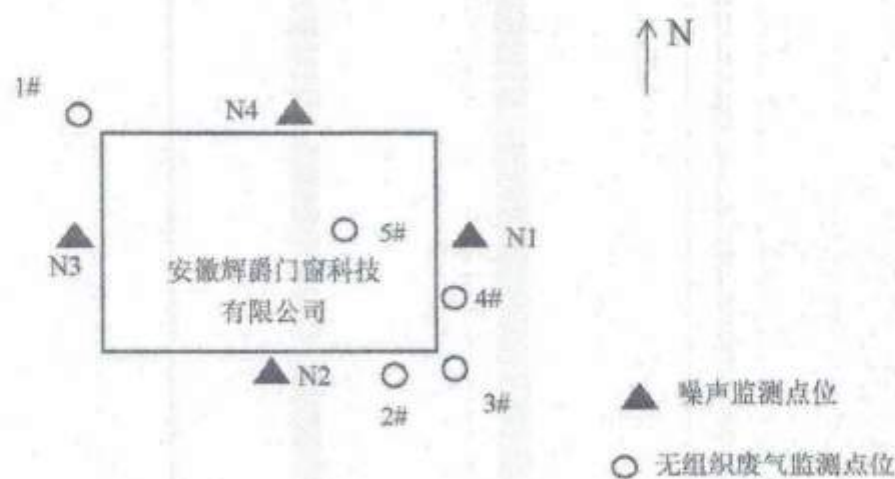 N
1#
N4
5#
N1
N3
安徽辉爵门窗科技
有限公司
4#
N2
2#
3#
噪声监测点位
无组织废气监测点位